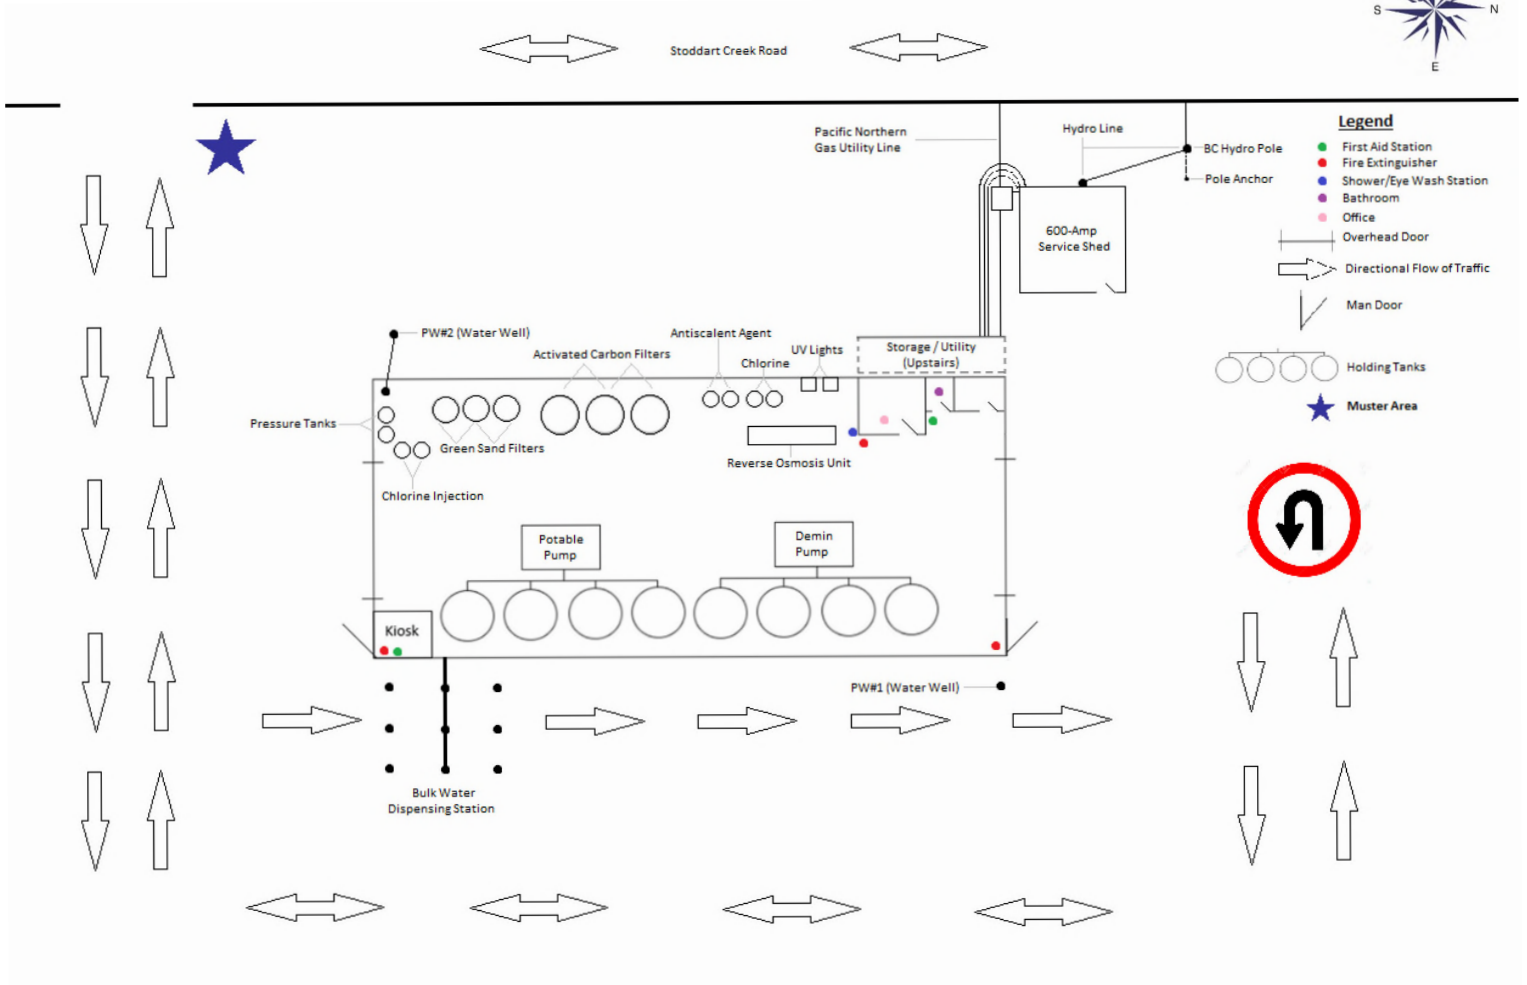 S
N
E
Stoddart Creek Road
Pacific Northern
Gas Utility Line
Hydro Line
BC Hydro Pole
Pole Anchor
600-Amp
Service Shed
Legend
First Aid Station
Fire Extinguisher
Shower/Eye Wash Station
Bathroom
Office
Overhead Door
Directional Flow of Traffic
Man Door
Holding Tanks
Muster Area
PW#2 (Water Well)
Activated Carbon Filters
Antiscalent Agent
Chlorine
UV Lights
Storage / Utility
(Upstairs)
Pressure Tanks
Green Sand Filters
Chlorine Injection
Reverse Osmosis Unit
Potable
Pump
Demin
Pump
Kiosk
PW#1 (Water Well)
Bulk Water
Dispensing Station